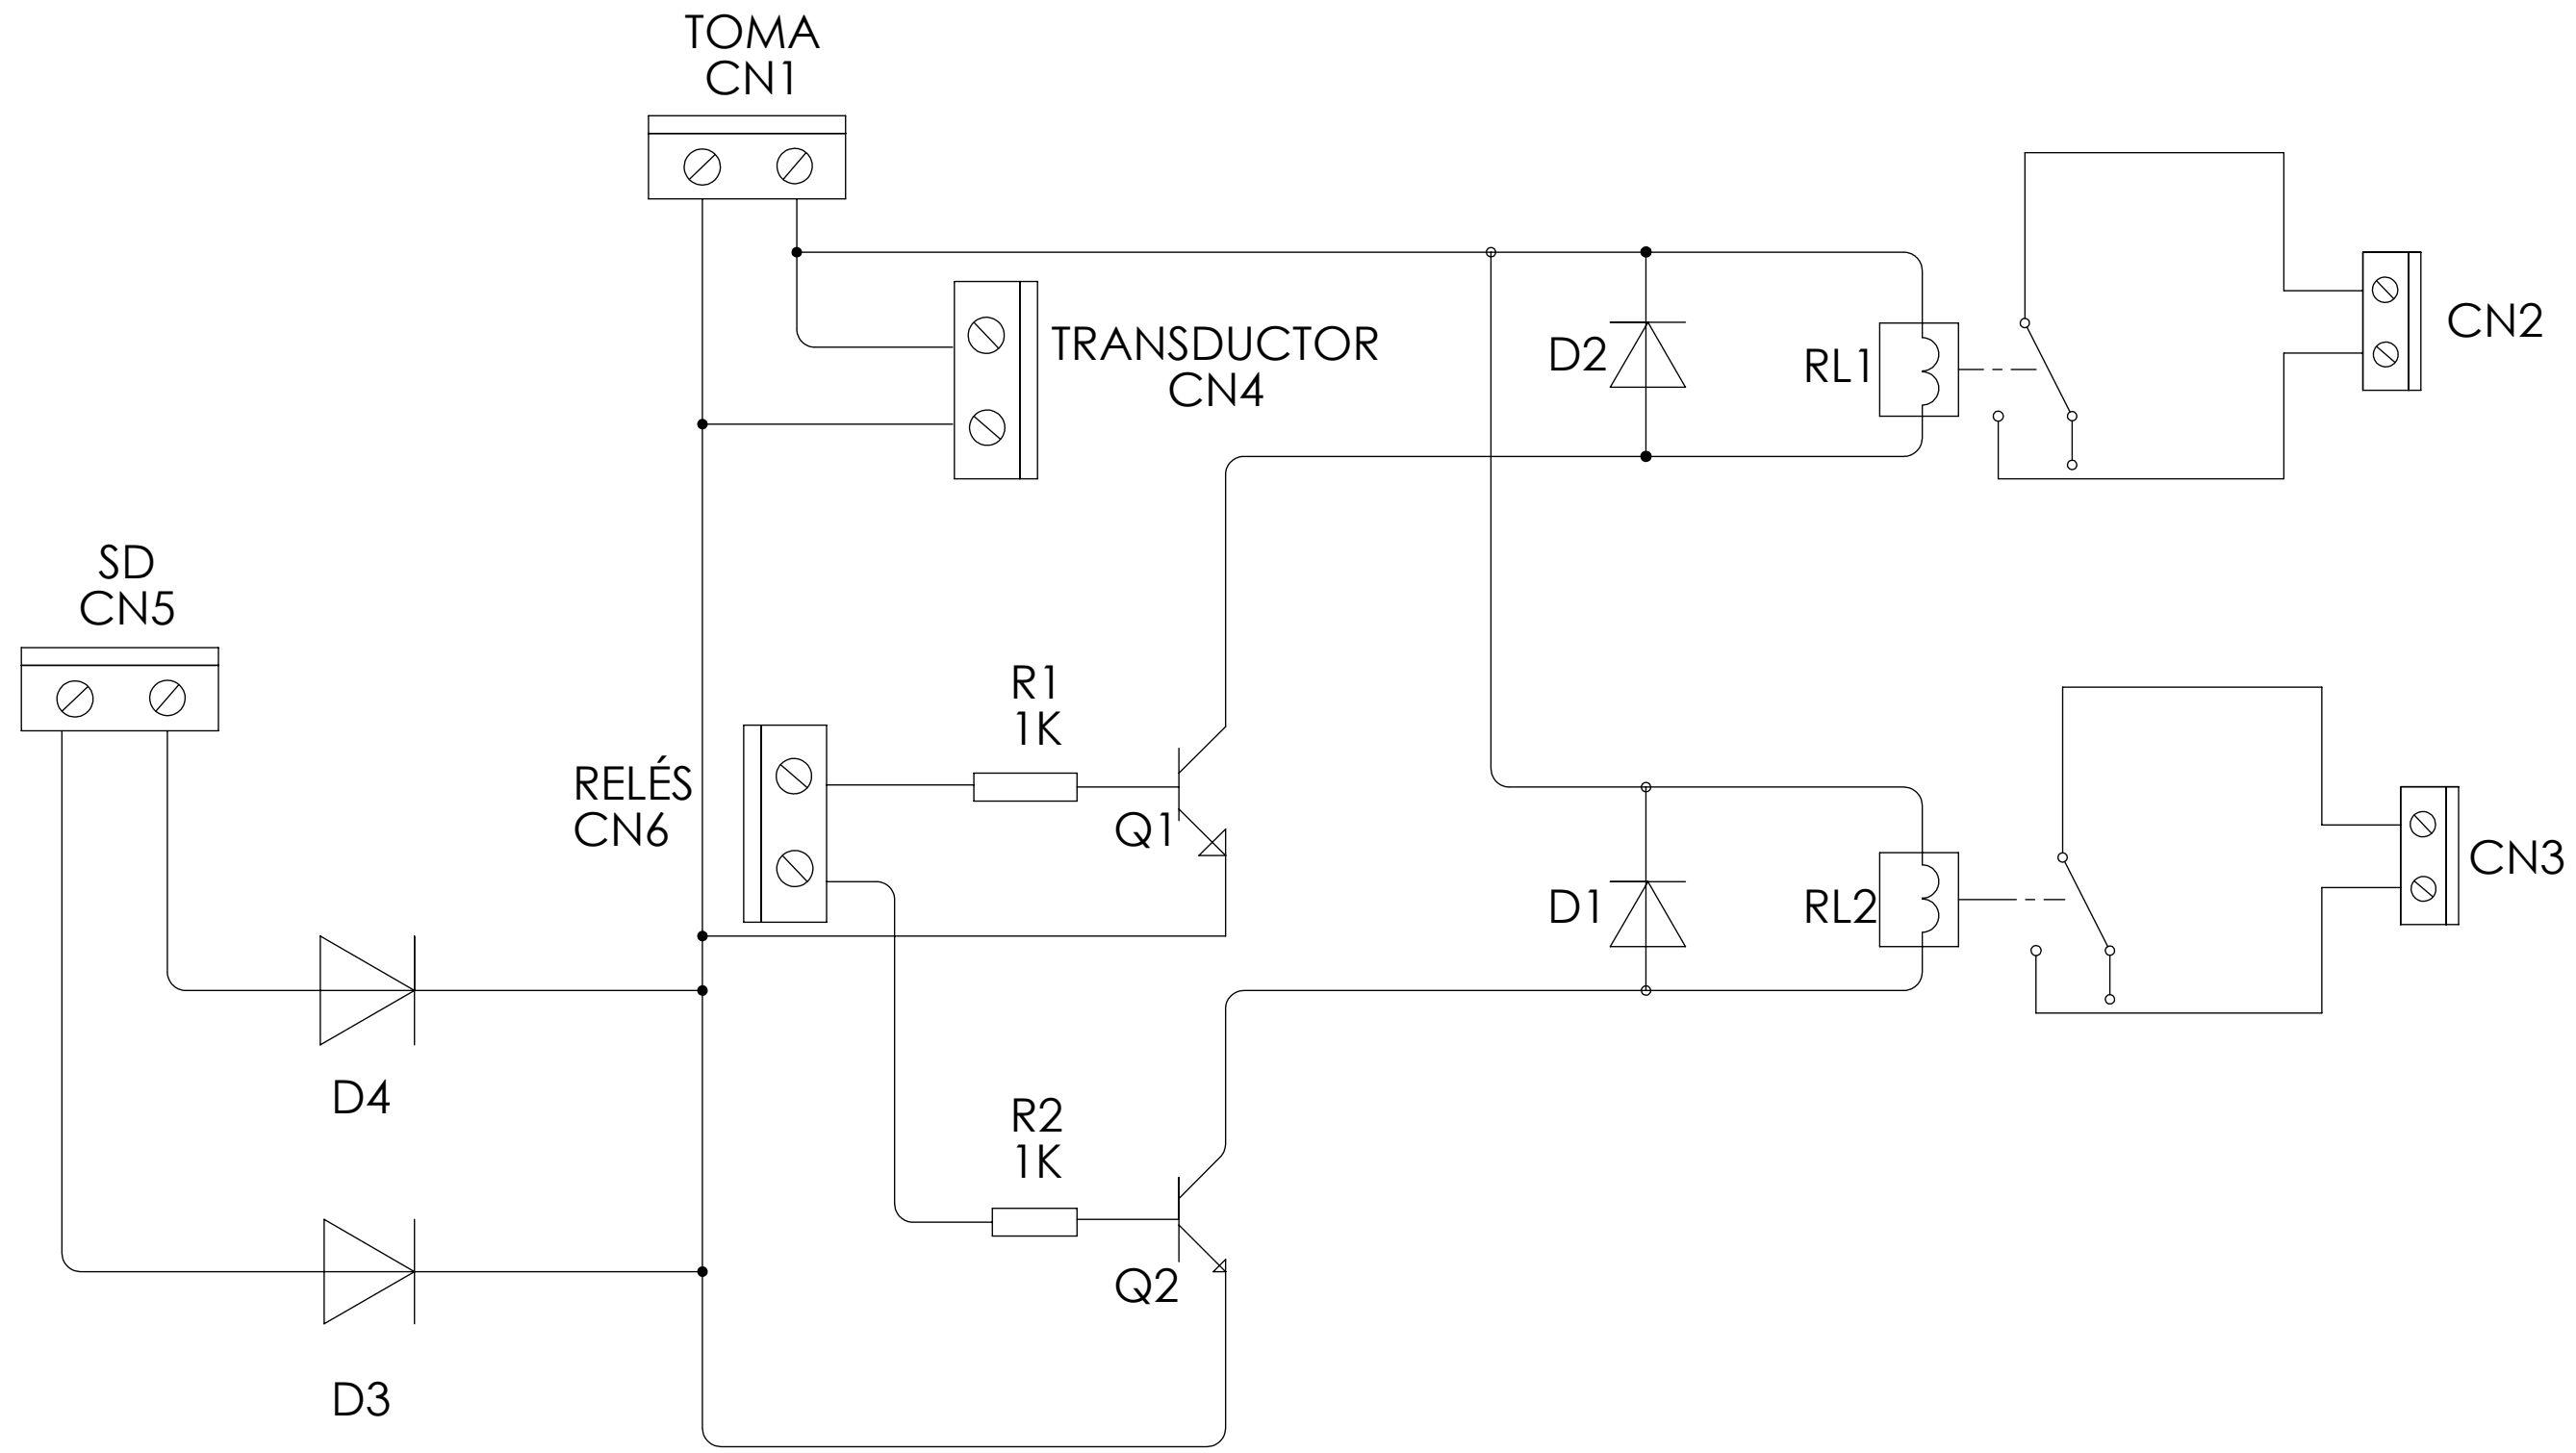 TOMA
CN1
TRANSDUCTOR
CN4
D2
RL1
CN2
SD
CN5
R1
1K
RELÉS
CN6
Q1
D1
RL2
CN3
D4
R2
1K
Q2
D3